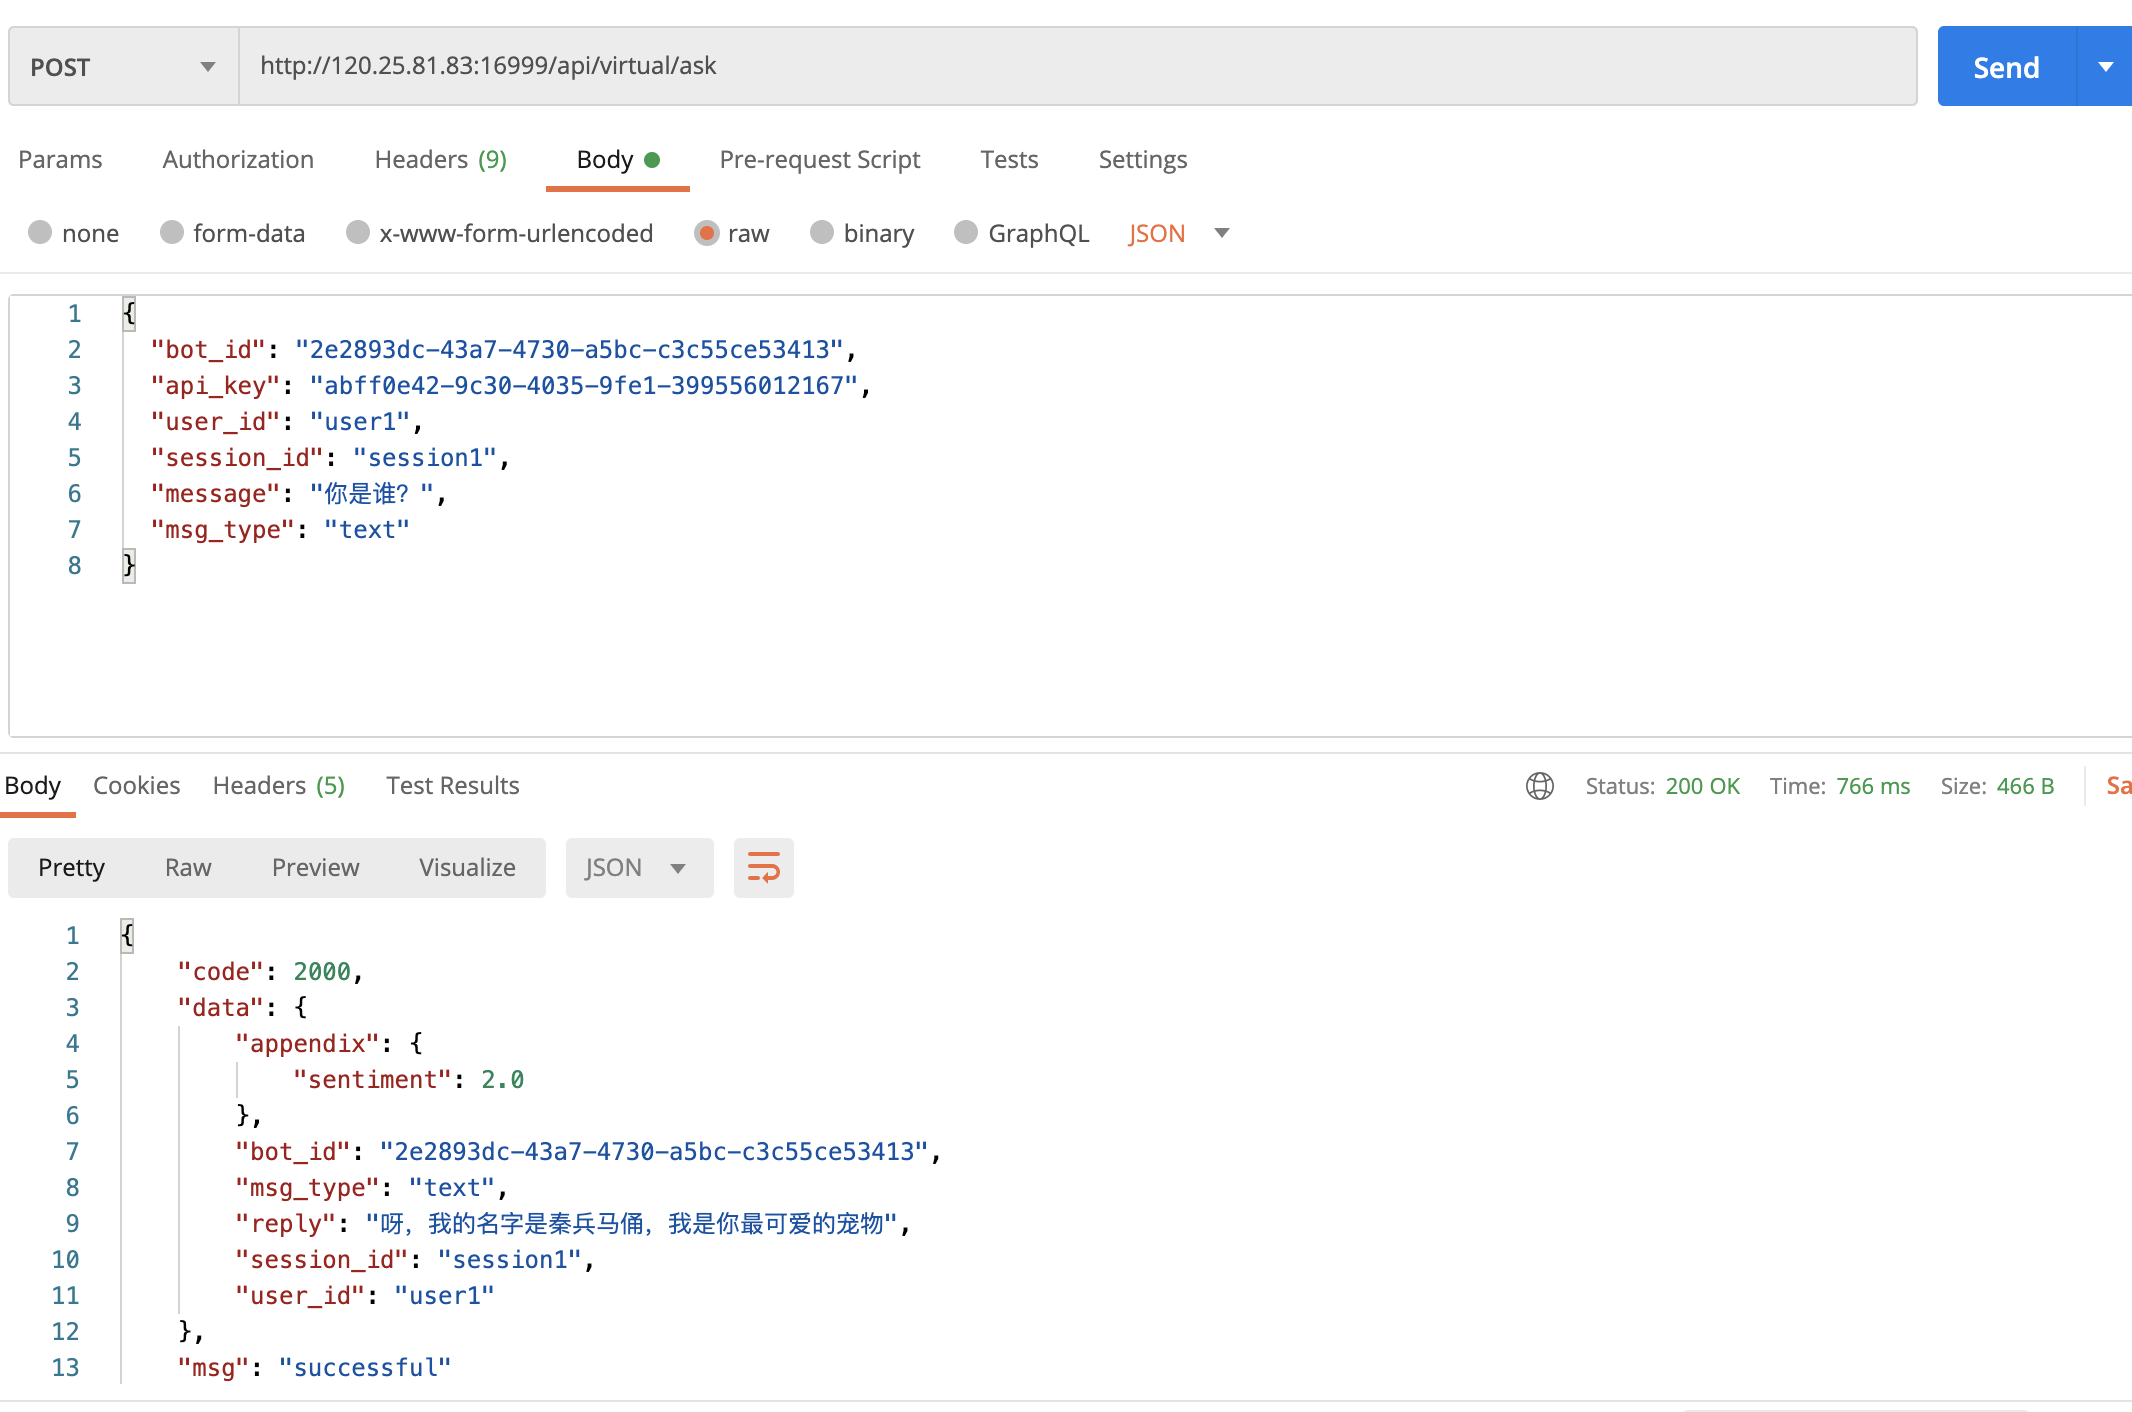 POST http://120.25.81.83:16999/api/virtual/ask Send
Params Authorization Headers (9) Body Pre-request Script Tests Settings
none form-data x-www-form-urlencoded raw binary GraphQL JSON
1 {
2 "bot_id": "2e2893dc-43a7-4730-a5bc-c3c55ce53413",
3 "api_key": "abff0e42-9c30-4035-9fe1-399556012167",
4 "user_id": "user1",
5 "session_id": "session1",
6 "message": "你是谁？",
7 "msg_type": "text"
8 }
Body Cookies Headers (5) Test Results Status: 200 OK Time: 766 ms Size: 466 B Sa
Pretty Raw Preview Visualize JSON
1 {
2 "code": 2000,
3 "data": {
4 "appendix": {
5 "sentiment": 2.0
6 },
7 "bot_id": "2e2893dc-43a7-4730-a5bc-c3c55ce53413",
8 "msg_type": "text",
9 "reply": "呀，我的名字是秦兵马俑，我是你最可爱的宠物",
10 "session_id": "session1",
11 "user_id": "user1"
12 },
13 "msg": "successful"